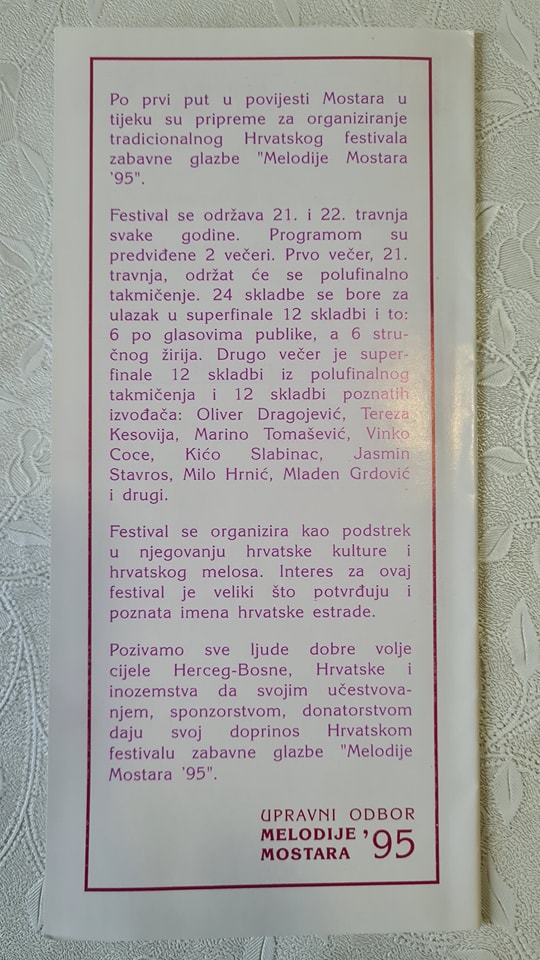 Po prvi put u povijesti Mostara u
tijeku su pripreme za organiziranje
tradicionalnog Hrvatskog festivala
zabavne glazbe "Melodije Mostara
'95".
Festival se održava 21. i 22. travnja
svake godine. Programom su
predviđene 2 večeri. Prvo večer, 21.
travnja, održat će se polufinalno
takmičenje. 24 skladbe se bore za
ulazak u superfinale 12 skladbi i to:
6 po glasovima publike, a 6 stru-
čnog žirija. Drugo večer je super-
finale 12 skladbi iz polufinalnog
takmičenja i 12 skladbi poznatih
izvođača: Oliver Dragojević, Tereza
Kesovija, Marino Tomašević, Vinko
Coce, Kićo Slabinac, Jasmin
Stavros, Milo Hrnić, Mladen Grdović
i drugi.
Festival se organizira kao podstrek
u njegovanju hrvatske kulture i
hrvatskog melosa. Interes za ovaj
festival je veliki što potvrđuju i
poznata imena hrvatske estrade.
Pozivamo sve ljude dobre volje
cijele Herceg-Bosne, Hrvatske i
inozemstva da svojim učestvova-
njem, sponzorstvom, donatorstvom
daju svoj doprinos Hrvatskom
festivalu zabavne glazbe "Melodije
Mostara '95".
UPRAVNI ODBOR
MELODIJE
MOSTARA '95